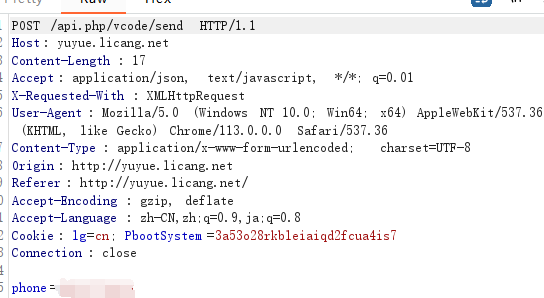 POST /api.php/vcode/send HTTP/1.1
Host: yuyue.licang.net
Content-Length: 17
Accept: application/json, text/javascript, */*; q=0.01
X-Requested-With: XMLHttpRequest
User-Agent: Mozilla/5.0 (Windows NT 10.0; Win64; x64) AppleWebKit/537.36
(KHTML, like Gecko) Chrome/113.0.0.0 Safari/537.36
Content-Type: application/x-www-form-urlencoded; charset=UTF-8
Origin: http://yuyue.licang.net
Referer: http://yuyue.licang.net/
Accept-Encoding: gzip, deflate
Accept-Language: zh-CN,zh;q=0.9,ja;q=0.8
Cookie: lg=cn; PbootSystem=3a53o28rkbleiaiqd2fcua4is7
Connection: close
phone=